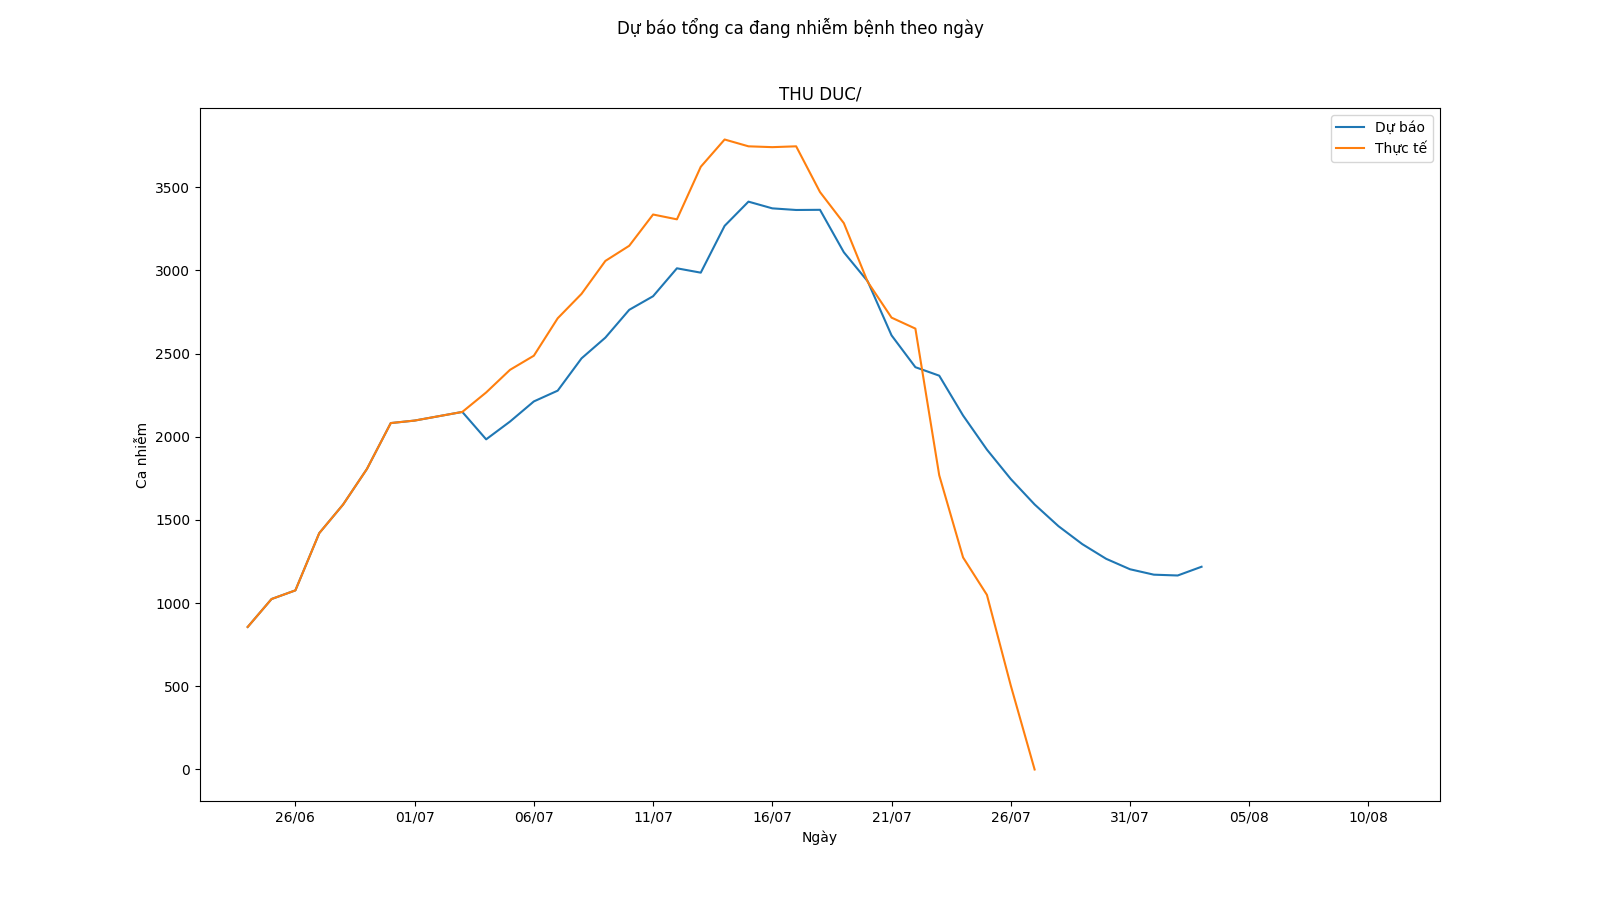 Dự báo tổng ca đang nhiễm bệnh theo ngày
THU DUC/
Dự báo
Thực tế
3500
3000
2500
2000
1500
1000
500
0
Ca nhiễm
26/06 01/07 06/07 11/07 16/07 21/07 26/07 31/07 05/08 10/08
Ngày